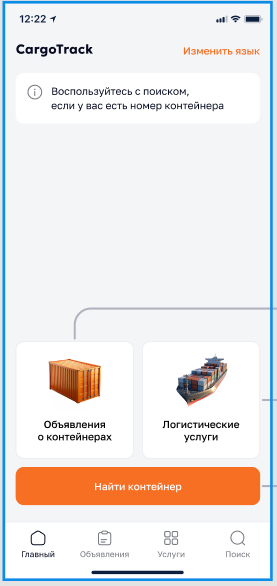 12:22
CargoTrack
Изменить язык
Воспользуйтесь с поиском,
если у вас есть номер контейнера
Объявления
о контейнерах
Логистические
услуги
Найти контейнер
Главный
Объявления
Услуги
Поиск